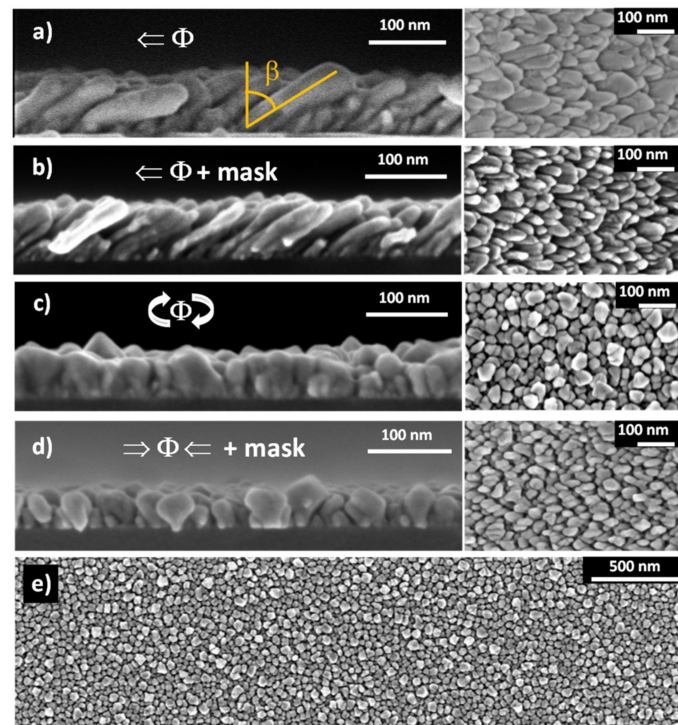 a)
⇐ Φ
100 nm
100 nm
β
b)
⇐ Φ + mask
100 nm
100 nm
c)
Φ
100 nm
100 nm
d)
⇒ Φ ⇐ + mask
100 nm
100 nm
e)
500 nm